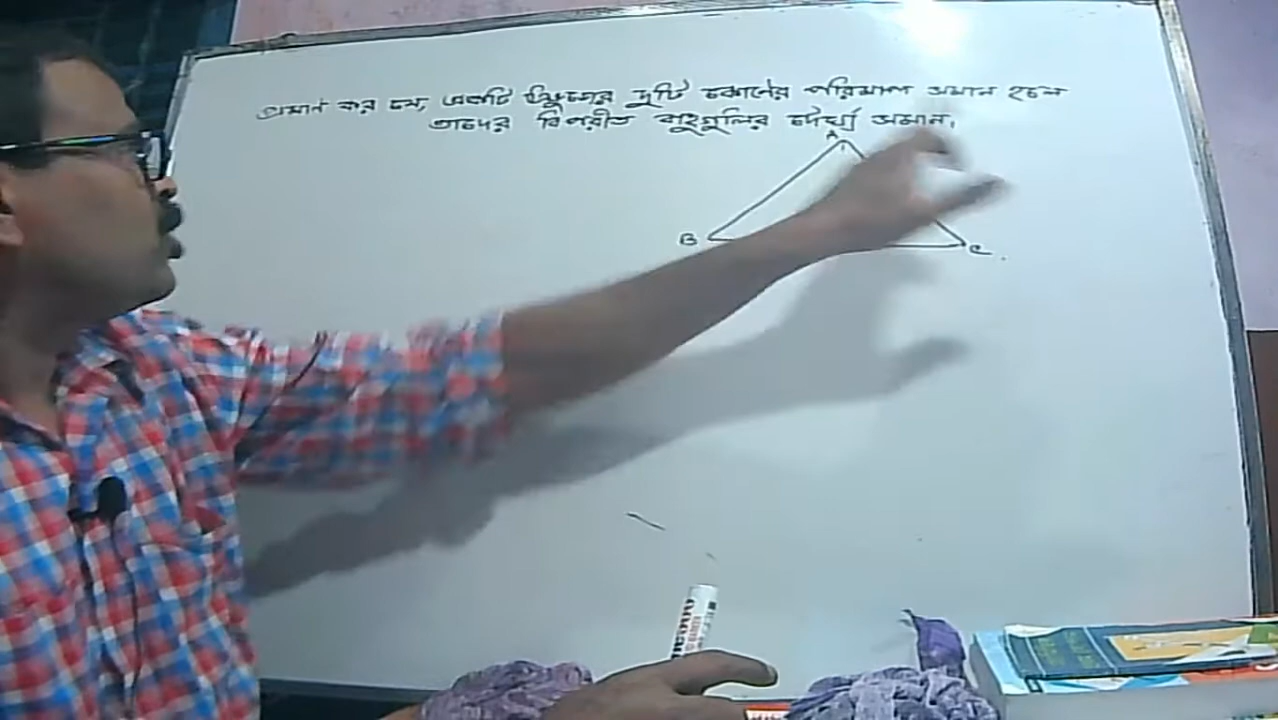 প্রমাণ কর যে, একটি ত্রিভুজের দুটি কোণের পরিমাপ সমান হলে
তাদের বিপরীত বাহুগুলির দৈর্ঘ্য সমান।
A
B
C